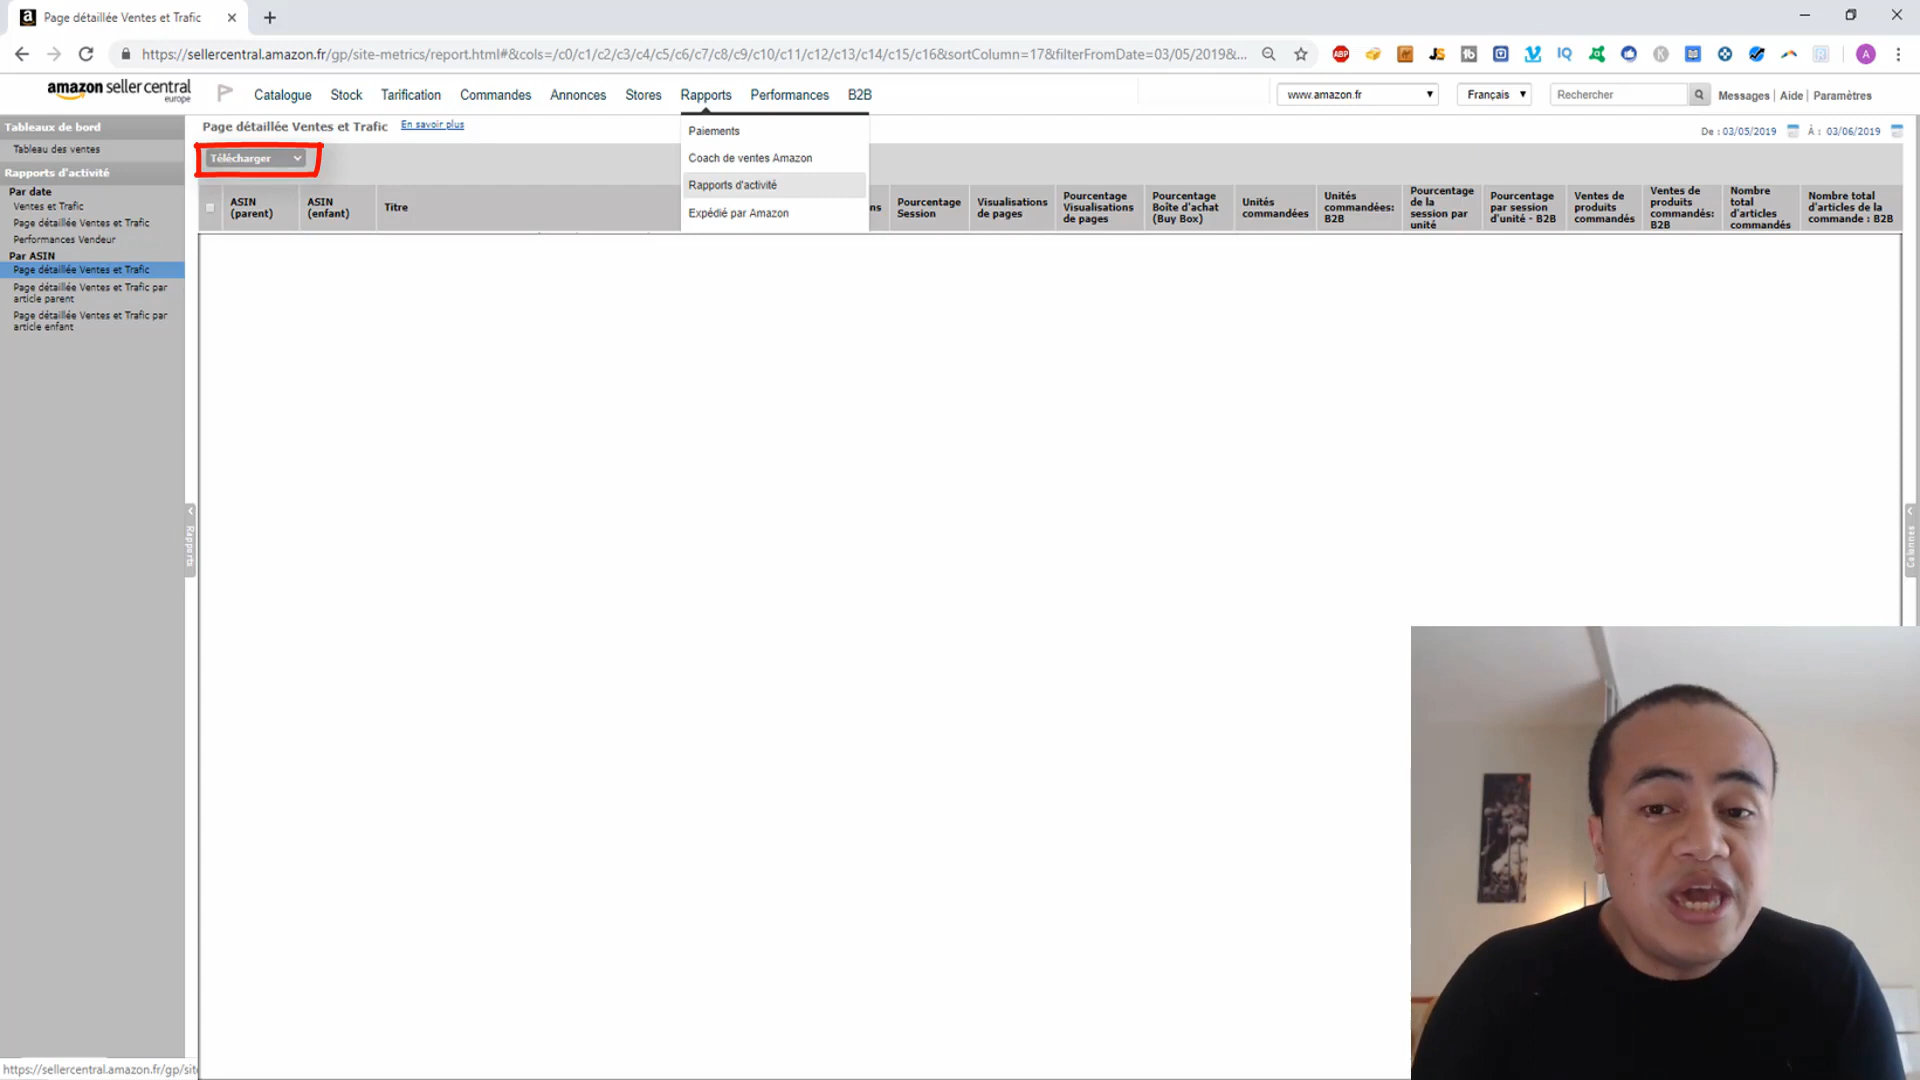 Page détaillée Ventes et Trafic
https://sellercentral.amazon.fr/gp/site-metrics/report.html#&cols=/c0/c1/c2/c3/c4/c5/c6/c7/c8/c9/c10/c11/c12/c13/c14/c15/c16&sortColumn=17&filterFromDate=03/05/2019&...
ABP
JS
IQ
K
A
amazon seller central
europe
Catalogue Stock Tarification Commandes Annonces Stores Rapports Performances B2B
www.amazon.fr
Français
Rechercher
Messages | Aide | Paramètres
Tableaux de bord
Tableau des ventes
Rapports d'activité
Par date
Ventes et Trafic
Page détaillée Ventes et Trafic
Performances Vendeur
Par ASIN
Page détaillée Ventes et Trafic
Page détaillée Ventes et Trafic par
article parent
Page détaillée Ventes et Trafic par
article enfant
Page détaillée Ventes et Trafic En savoir plus
De : 03/05/2019 À : 03/06/2019
Télécharger
Paiements
Coach de ventes Amazon
Rapports d'activité
Expédié par Amazon
ASIN
(parent)
ASIN
(enfant)
Titre
ns
Pourcentage
Session
Visualisations
de pages
Pourcentage
Visualisations
de pages
Pourcentage
Boîte d'achat
(Buy Box)
Unités
commandées
Unités
commandées:
B2B
Pourcentage
de la
session par
unité
Pourcentage
par session
d'unité - B2B
Ventes de
produits
commandés
Ventes de
produits
commandés:
B2B
Nombre
total
d'articles
commandés
Nombre total
d'articles de la
commande : B2B
Rapports
Colonnes
https://sellercentral.amazon.fr/gp/sit